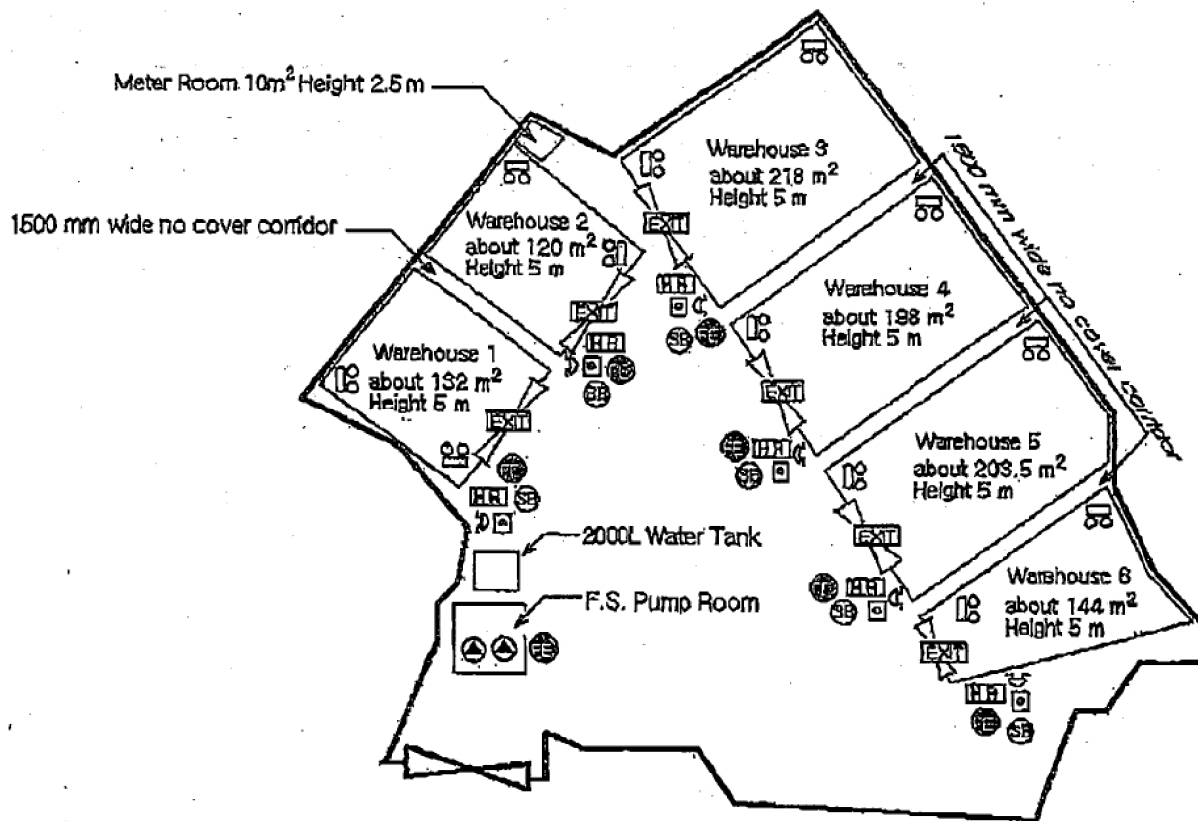 Meter Room 10m² Height 2.5 m
1500 mm wide no cover corridor
Warehouse 3
about 218 m²
Height 5 m
1500 mm wide no cover corridor
Warehouse 2
about 120 m²
Height 5 m
EXIT
Warehouse 4
about 198 m²
Height 5 m
EXIT
HR
SB
HR
SB
Warehouse 1
about 132 m²
Height 5 m
EXIT
EXIT
HR
SB
Warehouse 5
about 203.5 m²
Height 5 m
HR
SB
2000L Water Tank
EXIT
F.S. Pump Room
HR
SB
Warehouse 6
about 144 m²
Height 5 m
EXIT
HR
SB